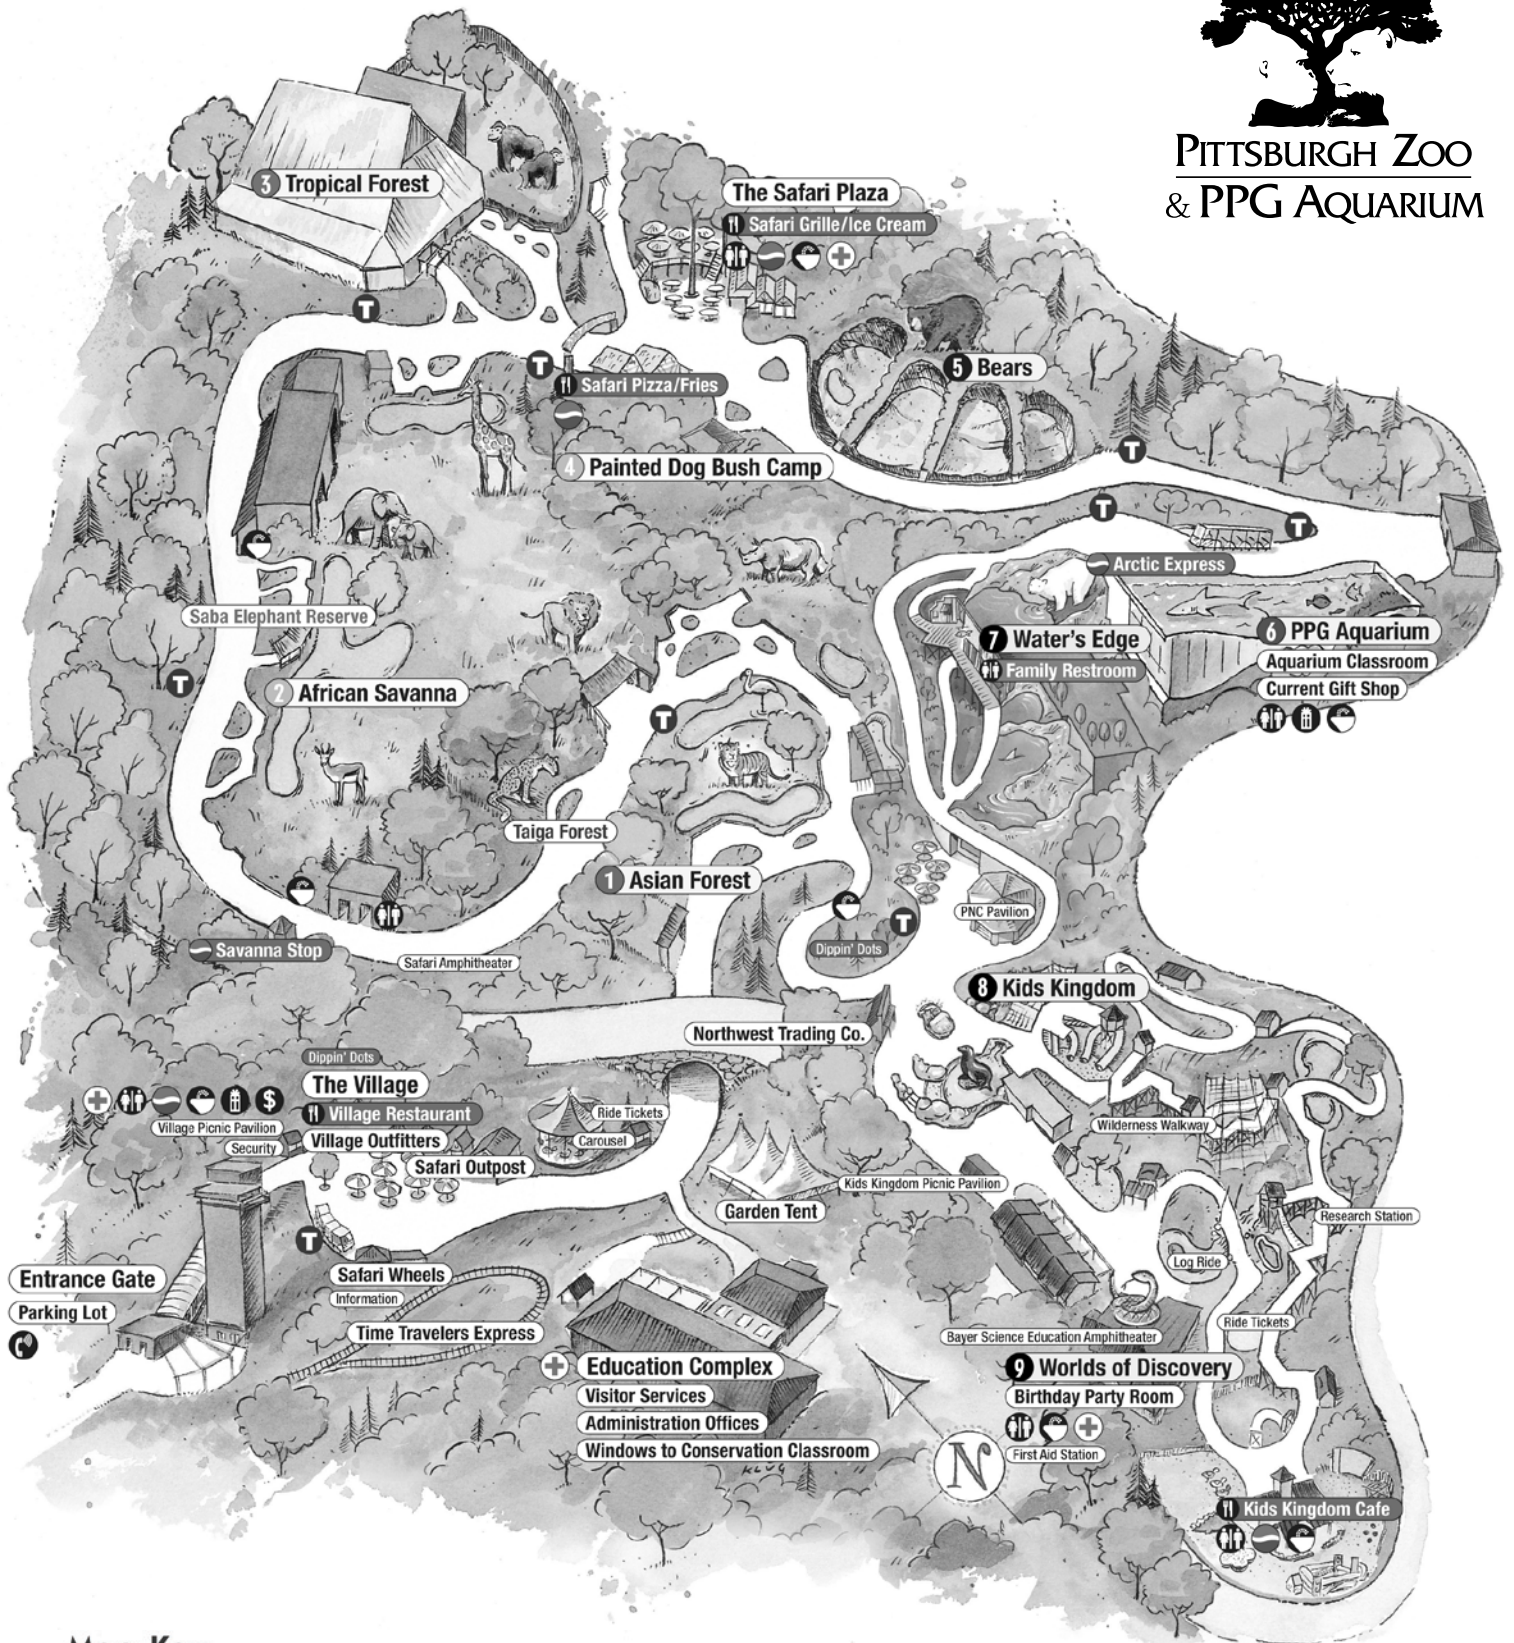 PITTSBURGH ZOO
& PPG AQUARIUM
3 Tropical Forest
The Safari Plaza
Safari Grille/Ice Cream
T
T
Safari Pizza/Fries
5 Bears
4 Painted Dog Bush Camp
T
T
T
Arctic Express
Saba Elephant Reserve
7 Water's Edge
Family Restroom
6 PPG Aquarium
Aquarium Classroom
Current Gift Shop
T
2 African Savanna
T
Taiga Forest
1 Asian Forest
PNC Pavilion
T
Dippin' Dots
Savanna Stop
Safari Amphitheater
8 Kids Kingdom
Northwest Trading Co.
Dippin' Dots
The Village
$
Village Restaurant
Village Picnic Pavilion
Security
Village Outfitters
Safari Outpost
Ride Tickets
Carousel
Wilderness Walkway
Kids Kingdom Picnic Pavilion
Garden Tent
Research Station
T
Log Ride
Entrance Gate
Parking Lot
Safari Wheels
Information
Time Travelers Express
Ride Tickets
Bayer Science Education Amphitheater
Education Complex
Visitor Services
Administration Offices
Windows to Conservation Classroom
KLUG
9 Worlds of Discovery
Birthday Party Room
First Aid Station
N
Kids Kingdom Cafe